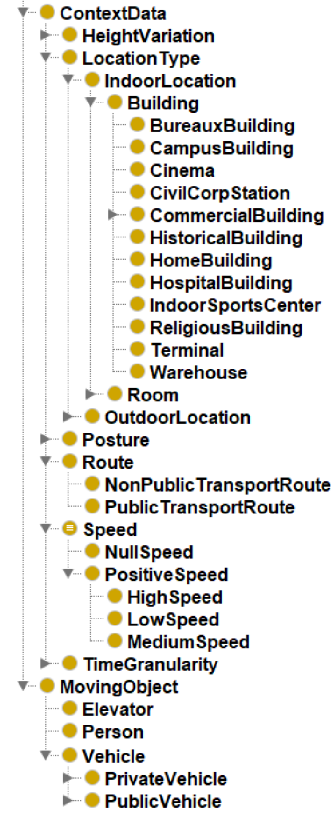 ContextData
HeightVariation
LocationType
IndoorLocation
Building
BureauxBuilding
CampusBuilding
Cinema
CivilCorpStation
CommercialBuilding
HistoricalBuilding
HomeBuilding
HospitalBuilding
IndoorSportsCenter
ReligiousBuilding
Terminal
Warehouse
Room
OutdoorLocation
Posture
Route
NonPublicTransportRoute
PublicTransportRoute
Speed
NullSpeed
PositiveSpeed
HighSpeed
LowSpeed
MediumSpeed
TimeGranularity
MovingObject
Elevator
Person
Vehicle
PrivateVehicle
PublicVehicle